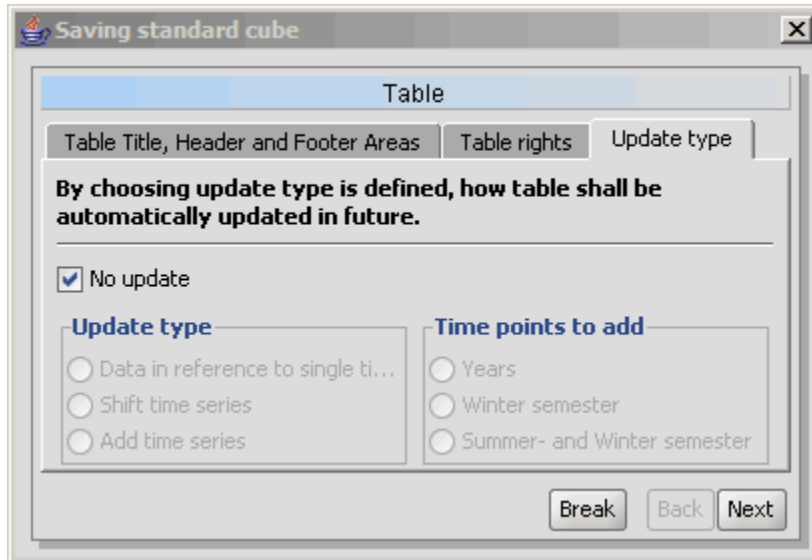 Saving standard cube
Table
Table Title, Header and Footer Areas
Table rights
Update type
By choosing update type is defined, how table shall be
automatically updated in future.
No update
Update type
Data in reference to single ti...
Shift time series
Add time series
Time points to add
Years
Winter semester
Summer- and Winter semester
Break
Back
Next